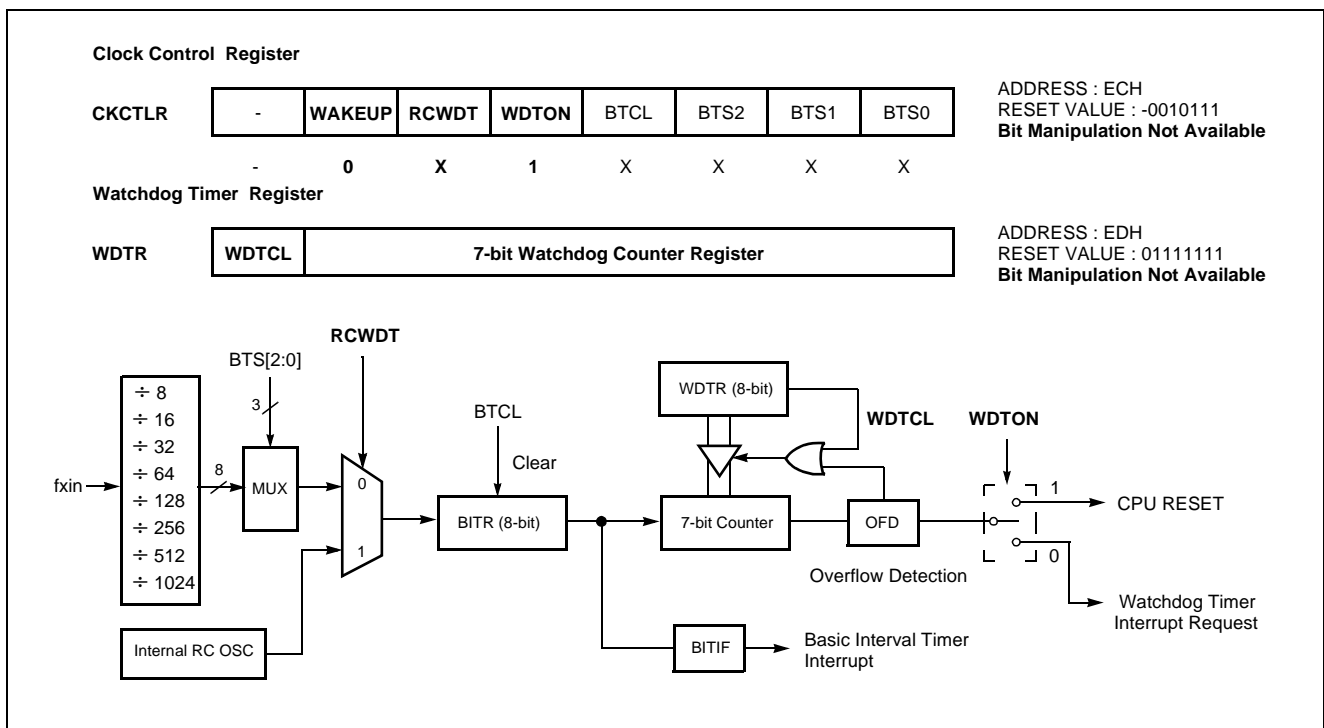 Clock Control Register
CKCTLR
- WAKEUP RCWDT WDTON BTCL BTS2 BTS1 BTS0
- 0 X 1 X X X X
ADDRESS : ECH
RESET VALUE : -0010111
Bit Manipulation Not Available
Watchdog Timer Register
WDTR
WDTCL 7-bit Watchdog Counter Register
ADDRESS : EDH
RESET VALUE : 01111111
Bit Manipulation Not Available
RCWDT
BTS[2:0]
3
fxin
÷ 8
÷ 16
÷ 32
÷ 64
÷ 128
÷ 256
÷ 512
÷ 1024
8
MUX
0
1
Internal RC OSC
BTCL
Clear
BITR (8-bit)
WDTR (8-bit)
WDTCL
WDTON
7-bit Counter
OFD
Overflow Detection
1
CPU RESET
0
Watchdog Timer
Interrupt Request
BITIF
Basic Interval Timer
Interrupt